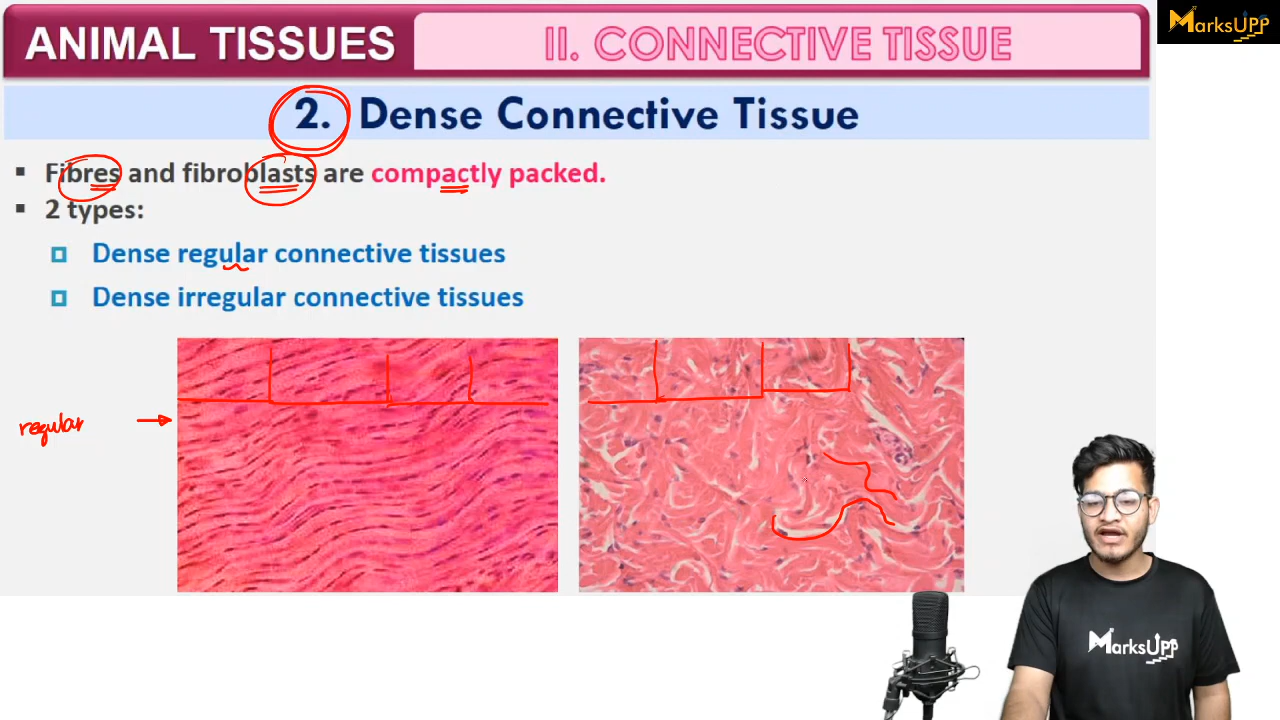 ANIMAL TISSUES
II. CONNECTIVE TISSUE
MarksUPP
2. Dense Connective Tissue
▪ Fibres and fibroblasts are compactly packed.
▪ 2 types:
Dense regular connective tissues
Dense irregular connective tissues
regular →
MarksUPP